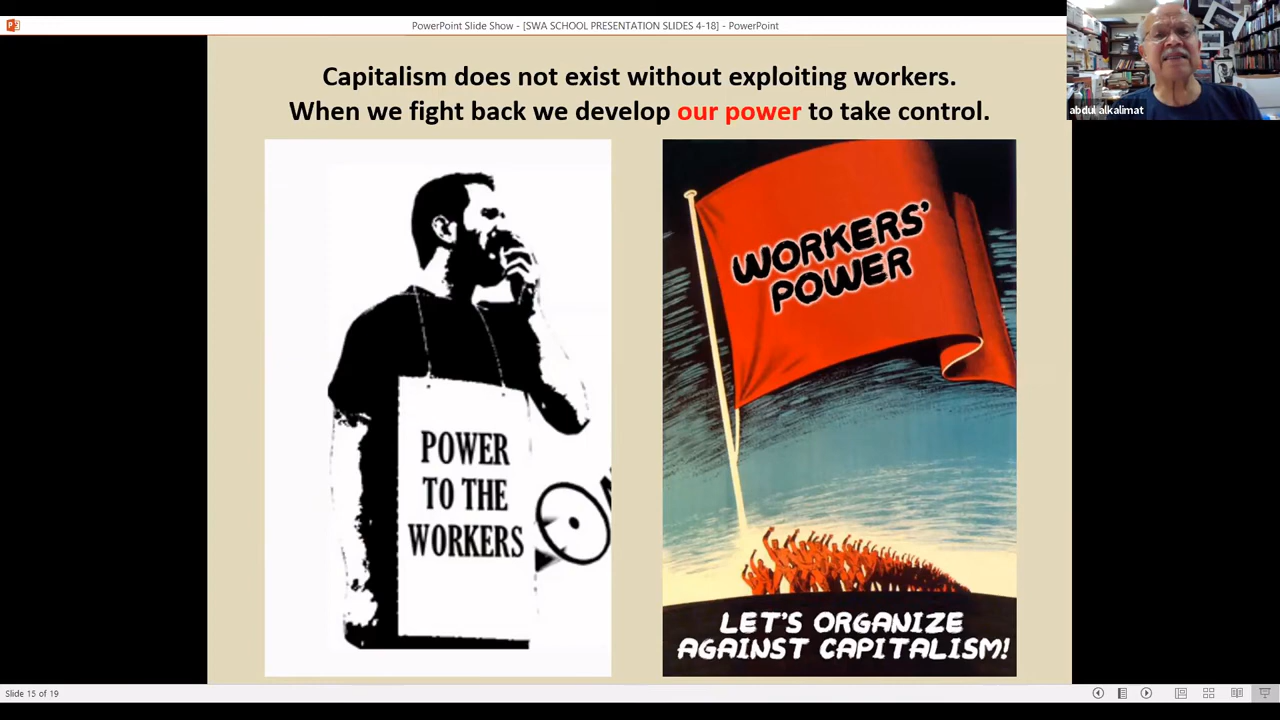 PowerPoint Slide Show - [SWA SCHOOL PRESENTATION SLIDES 4-18] - PowerPoint
Capitalism does not exist without exploiting workers.
When we fight back we develop our power to take control.
abdul alkalimat
POWER
TO THE
WORKERS
WORKERS'
POWER
LET'S ORGANIZE
AGAINST CAPITALISM!
Slide 15 of 19